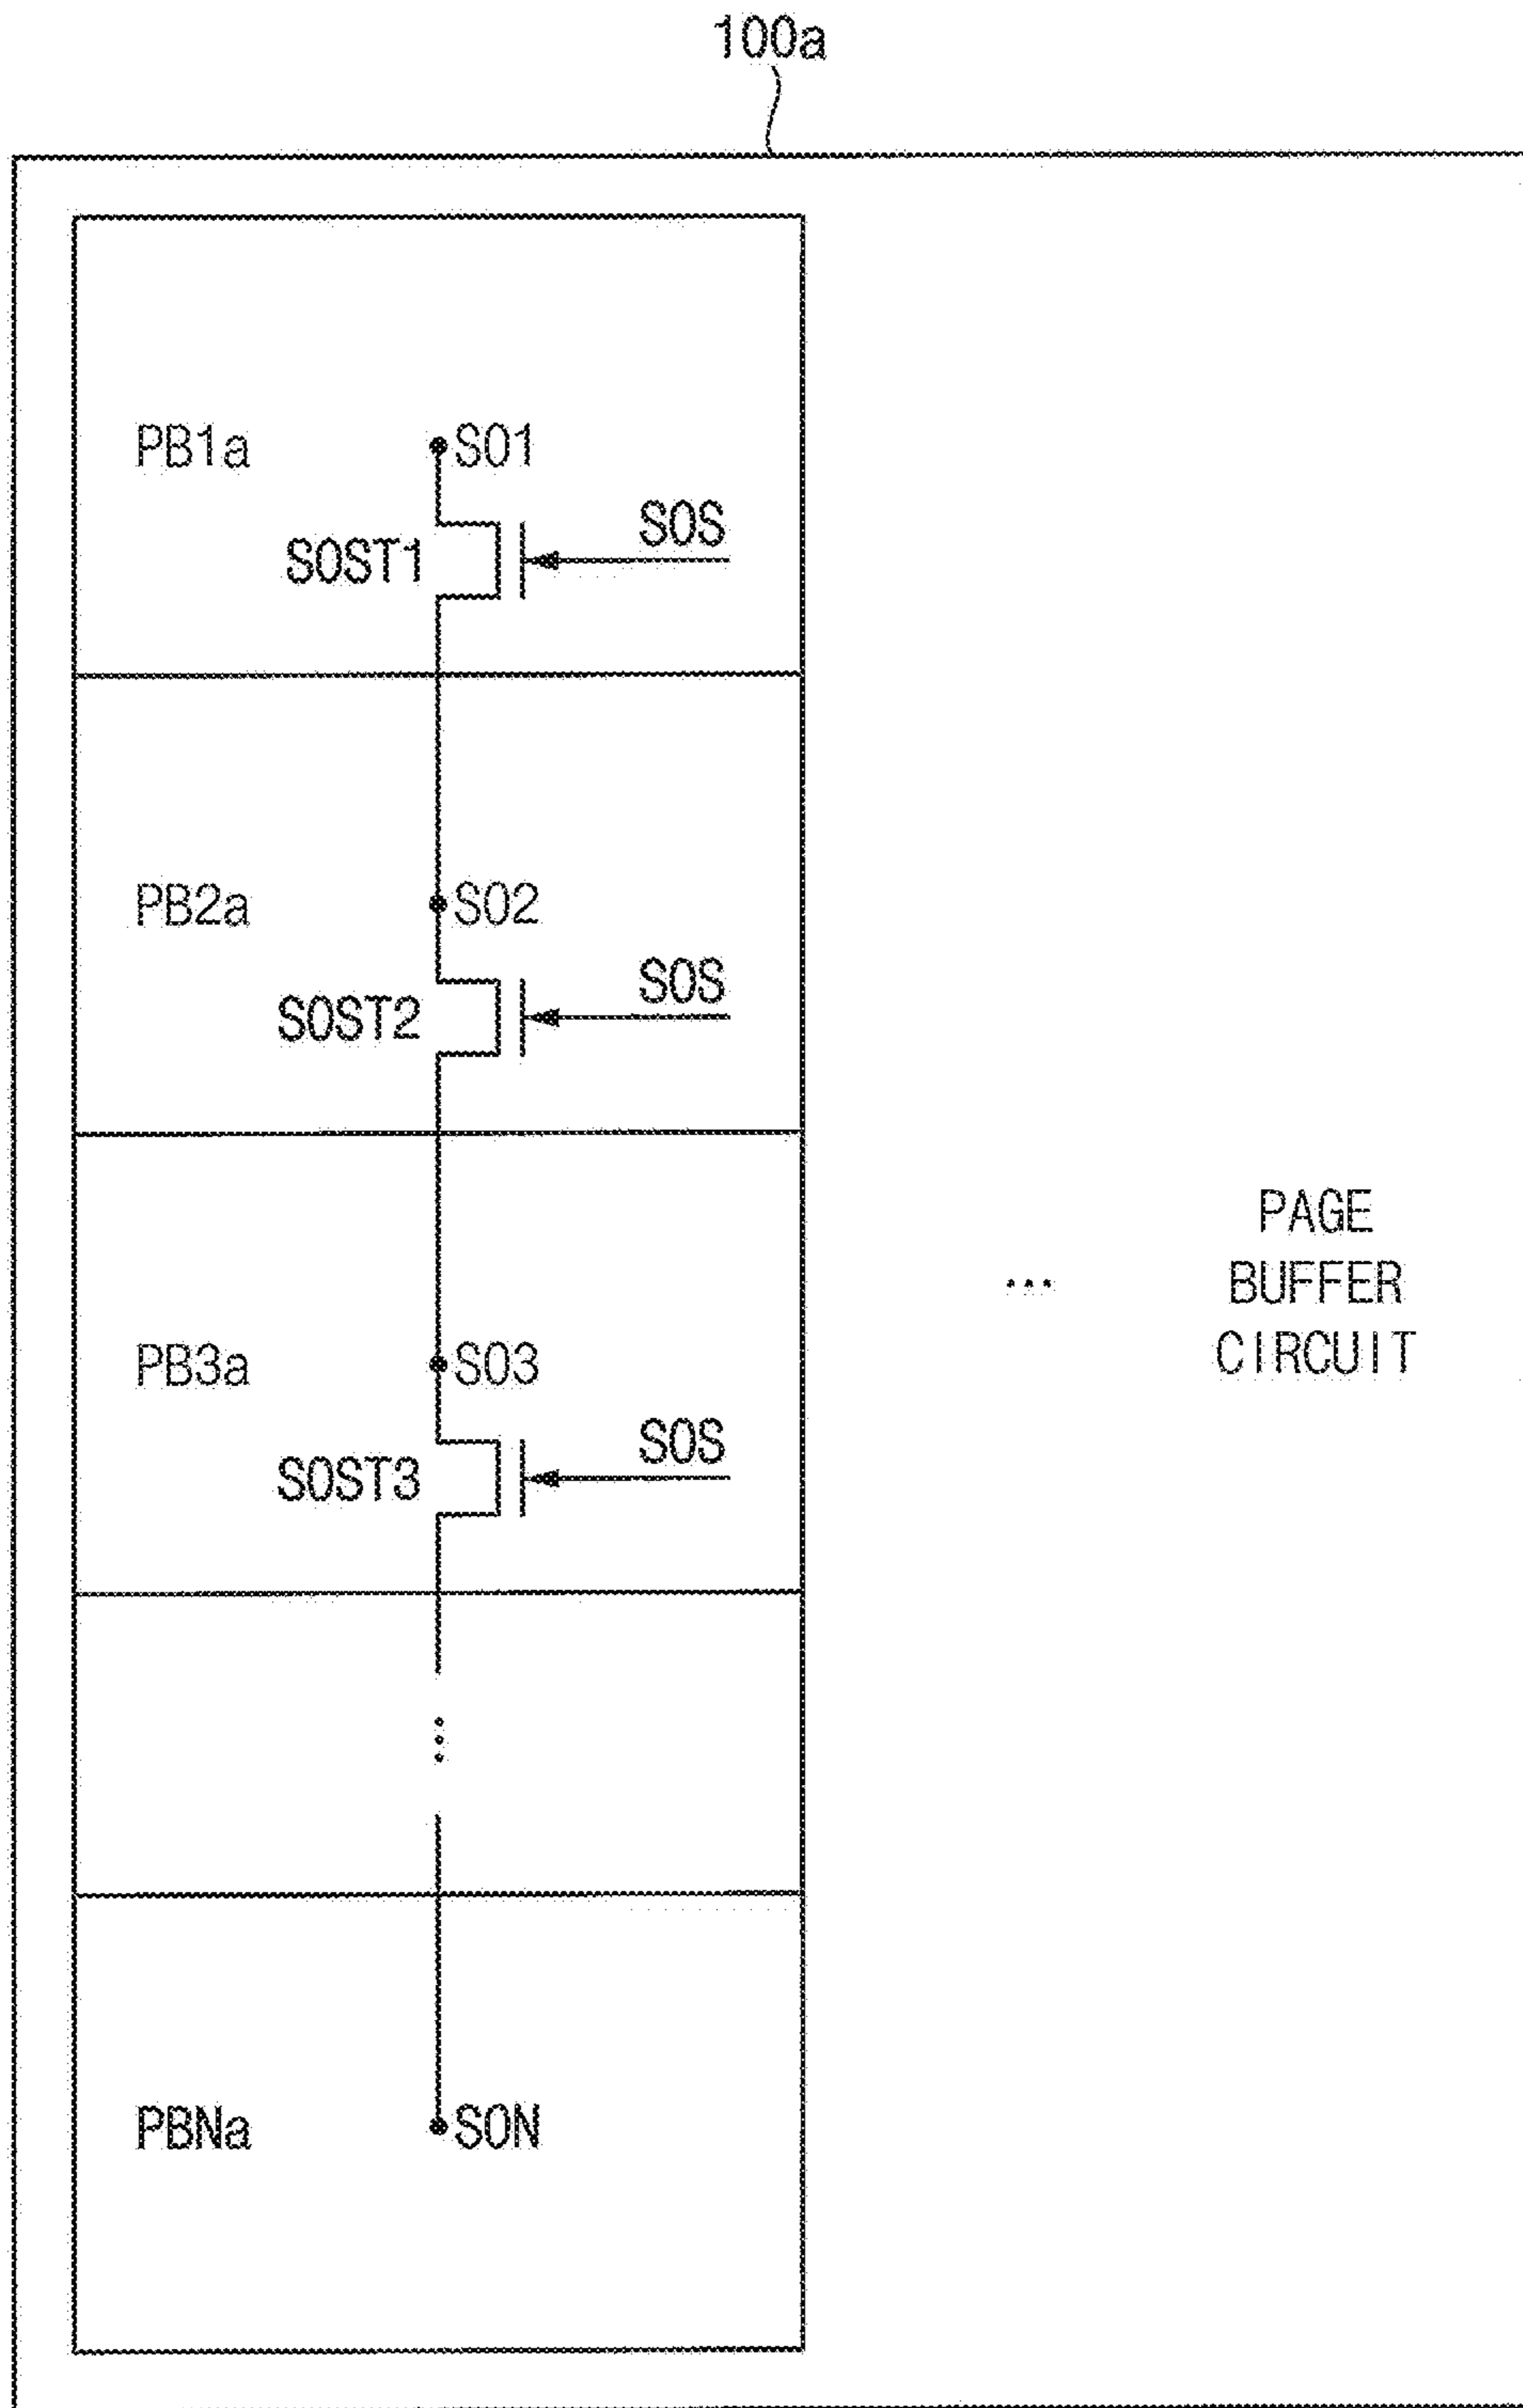 100a
PB1a
SO1
SOST1
SOS
PB2a
SO2
SOST2
SOS
PB3a
SO3
SOST3
SOS
...
PAGE
BUFFER
CIRCUIT
PBNa
SON